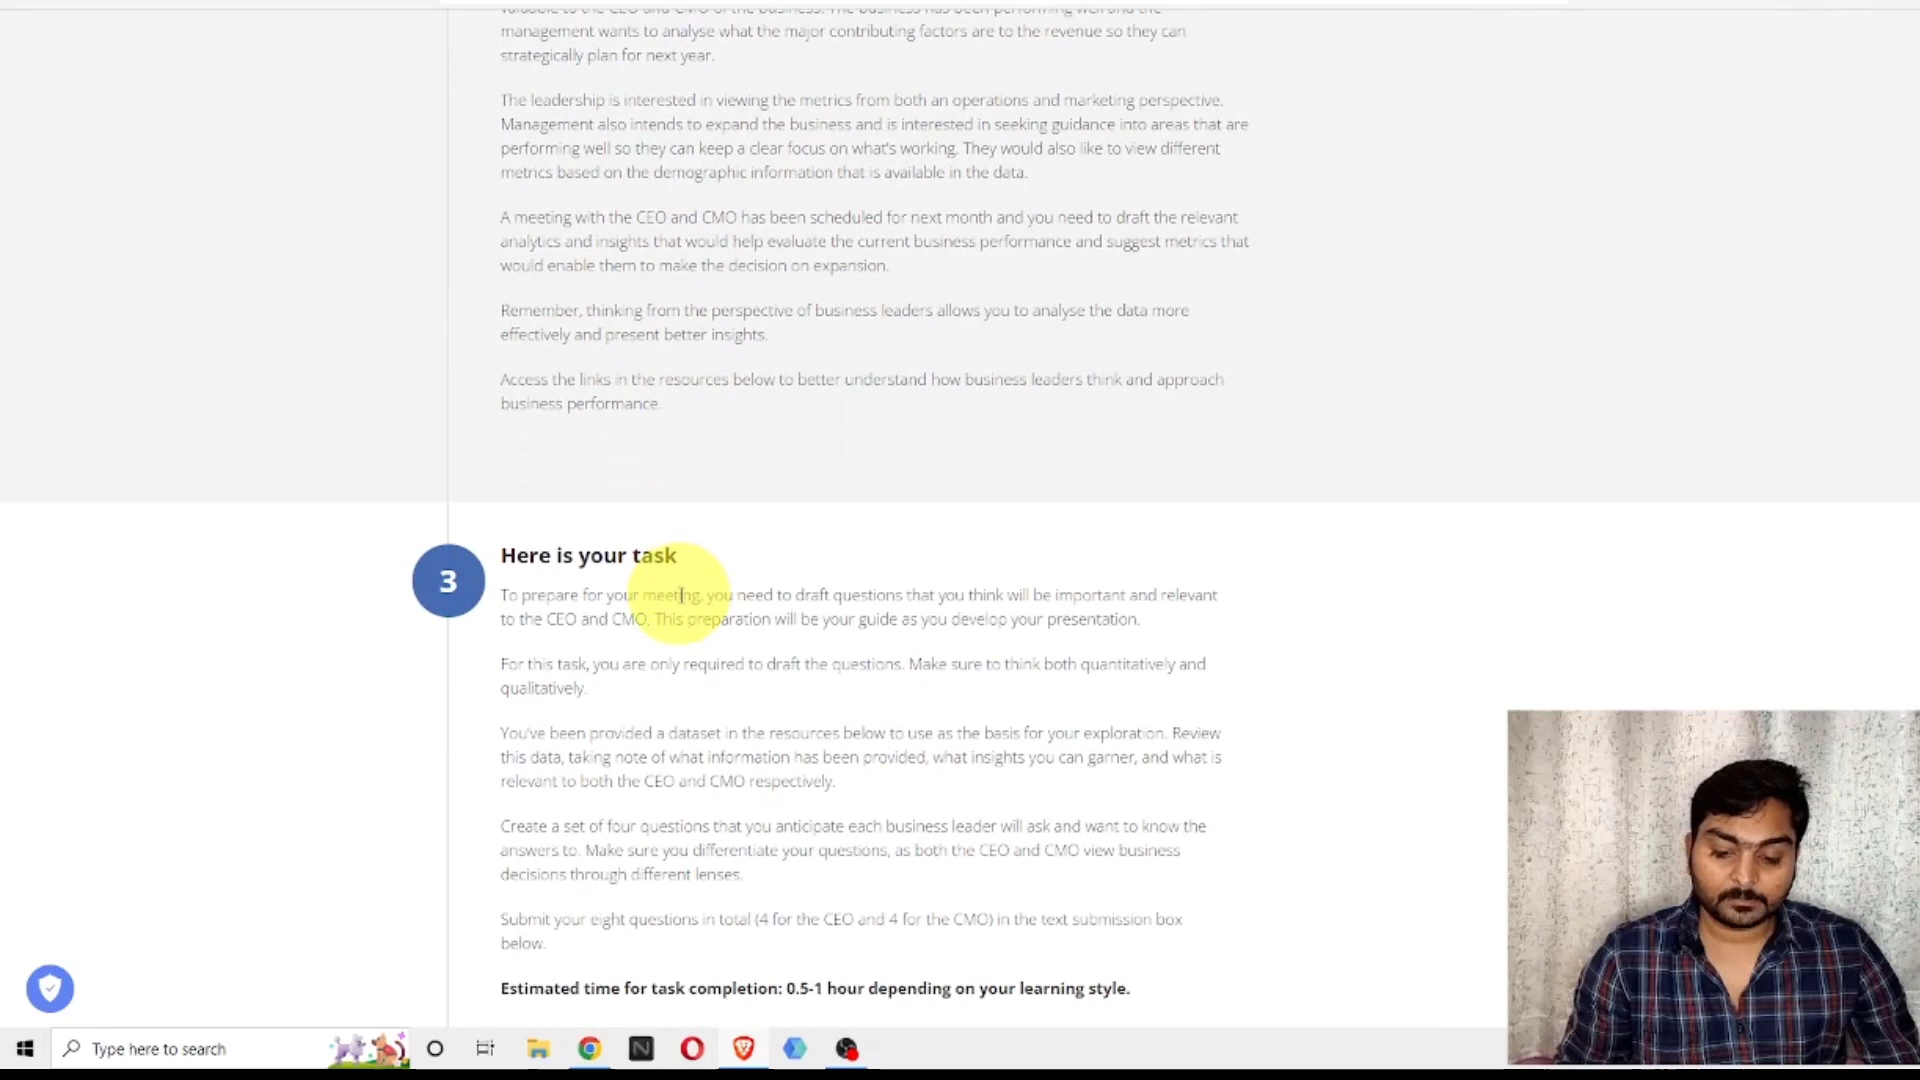 valuable to the CEO and CMO of the business. The business has been performing well and the
management wants to analyse what the major contributing factors are to the revenue so they can
strategically plan for next year.
The leadership is interested in viewing the metrics from both an operations and marketing perspective.
Management also intends to expand the business and is interested in seeking guidance into areas that are
performing well so they can keep a clear focus on what's working. They would also like to view different
metrics based on the demographic information that is available in the data.
A meeting with the CEO and CMO has been scheduled for next month and you need to draft the relevant
analytics and insights that would help evaluate the current business performance and suggest metrics that
would enable them to make the decision on expansion.
Remember, thinking from the perspective of business leaders allows you to analyse the data more
effectively and present better insights.
Access the links in the resources below to better understand how business leaders think and approach
business performance.
3
Here is your task
To prepare for your meeting, you need to draft questions that you think will be important and relevant
to the CEO and CMO. This preparation will be your guide as you develop your presentation.
For this task, you are only required to draft the questions. Make sure to think both quantitatively and
qualitatively.
You've been provided a dataset in the resources below to use as the basis for your exploration. Review
this data, taking note of what information has been provided, what insights you can garner, and what is
relevant to both the CEO and CMO respectively.
Create a set of four questions that you anticipate each business leader will ask and want to know the
answers to. Make sure you differentiate your questions, as both the CEO and CMO view business
decisions through different lenses.
Submit your eight questions in total (4 for the CEO and 4 for the CMO) in the text submission box
below.
Estimated time for task completion: 0.5-1 hour depending on your learning style.
Type here to search
N